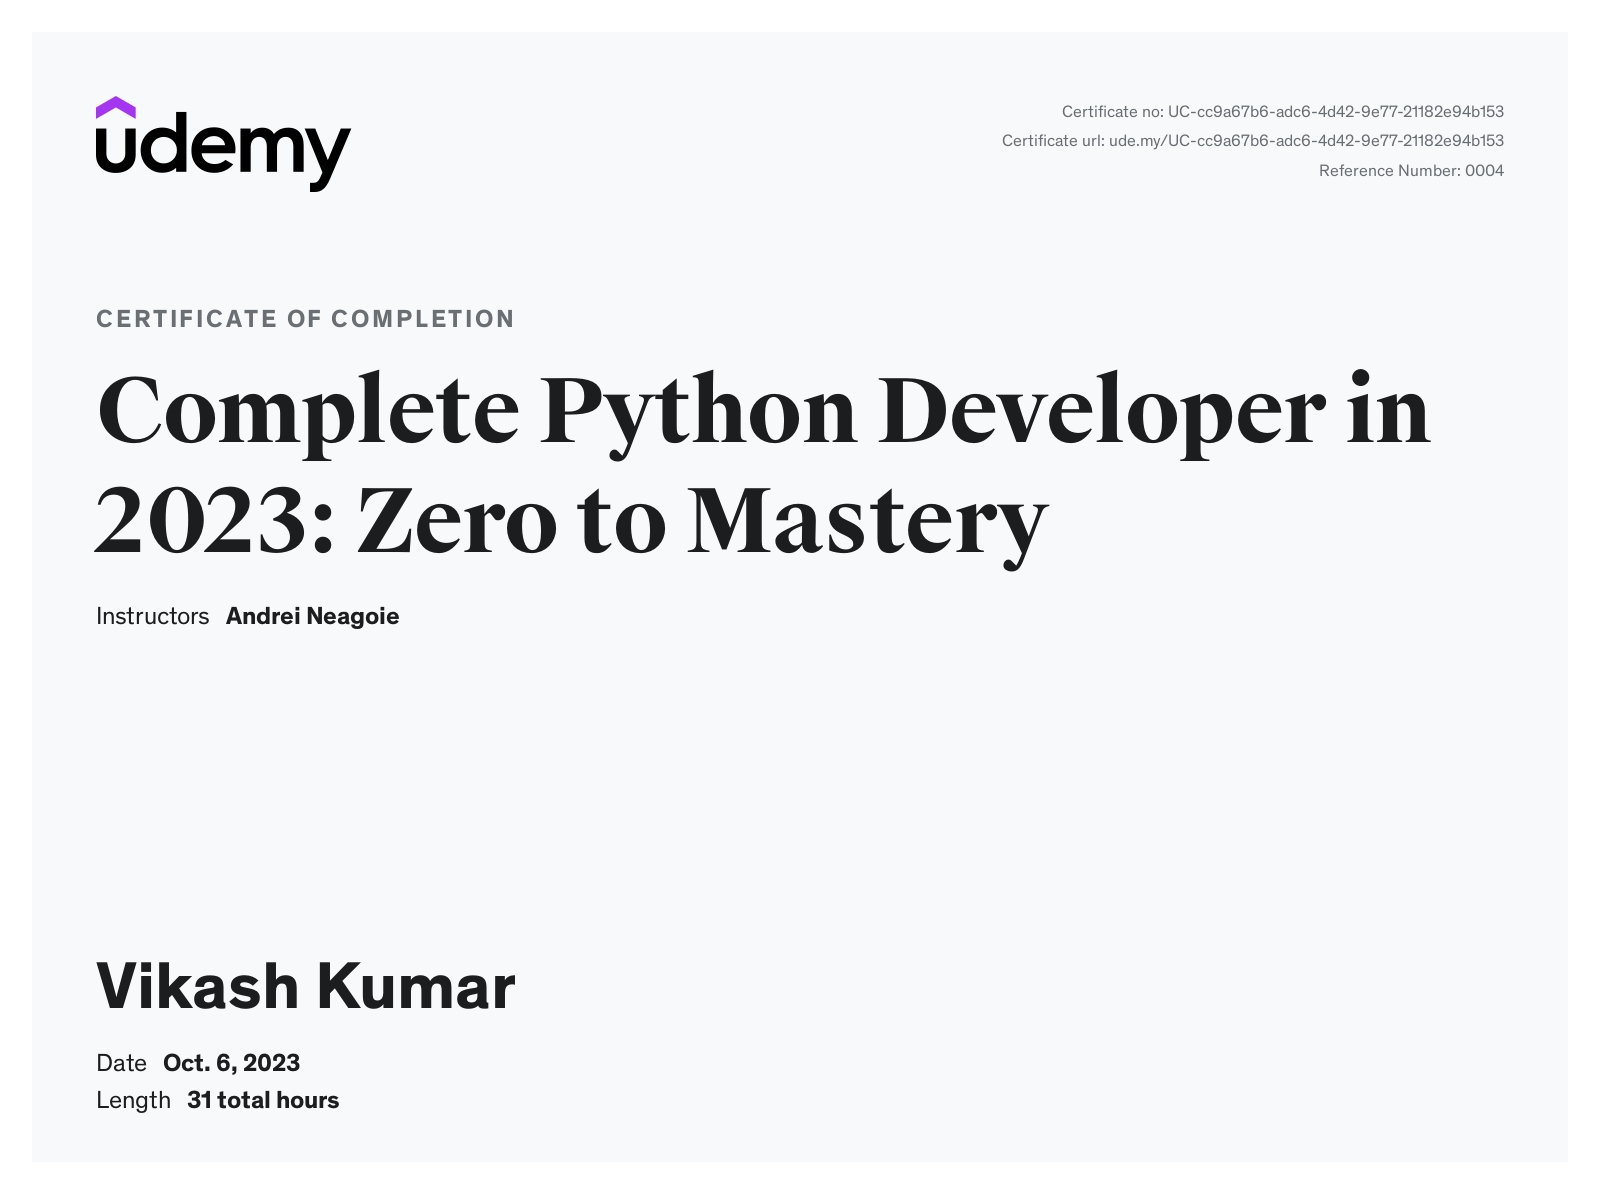 udemy
Certificate no: UC-cc9a67b6-adc6-4d42-9e77-21182e94b153
Certificate url: ude.my/UC-cc9a67b6-adc6-4d42-9e77-21182e94b153
Reference Number: 0004
CERTIFICATE OF COMPLETION
Complete Python Developer in
2023: Zero to Mastery
Instructors Andrei Neagoie
Vikash Kumar
Date Oct. 6, 2023
Length 31 total hours